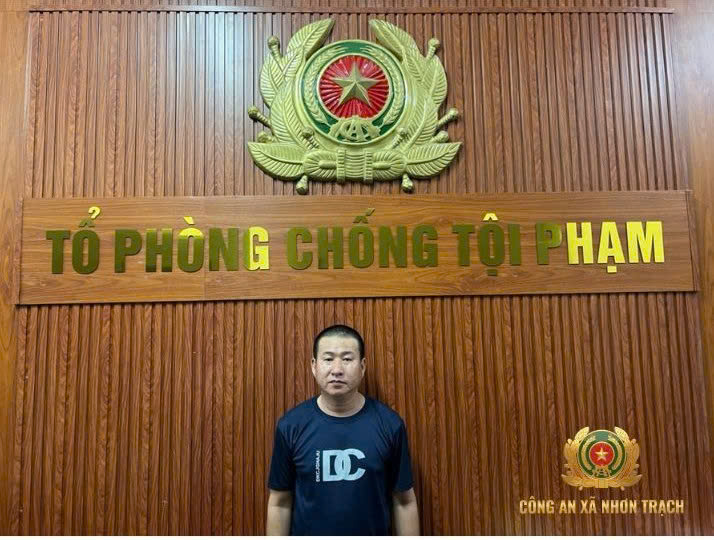 TỔ PHÒNG CHỐNG TỘI PHẠM
DC
CÔNG AN XÃ NHƠN TRẠCH